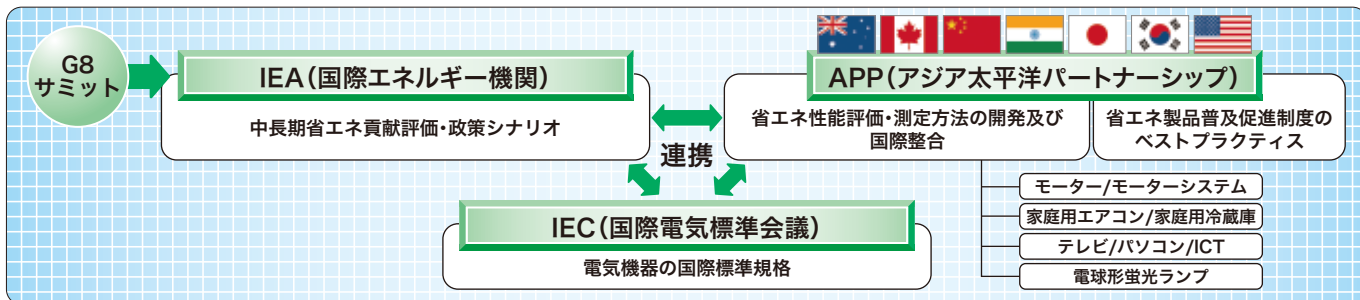 G8
サミット
IEA(国際エネルギー機関)
中長期省エネ貢献評価・政策シナリオ
APP(アジア太平洋パートナーシップ)
省エネ性能評価・測定方法の開発及び
国際整合
省エネ製品普及促進制度の
ベストプラクティス
連携
IEC(国際電気標準会議)
電気機器の国際標準規格
モーター/モーターシステム
家庭用エアコン/家庭用冷蔵庫
テレビ/パソコン/ICT
電球形蛍光ランプ